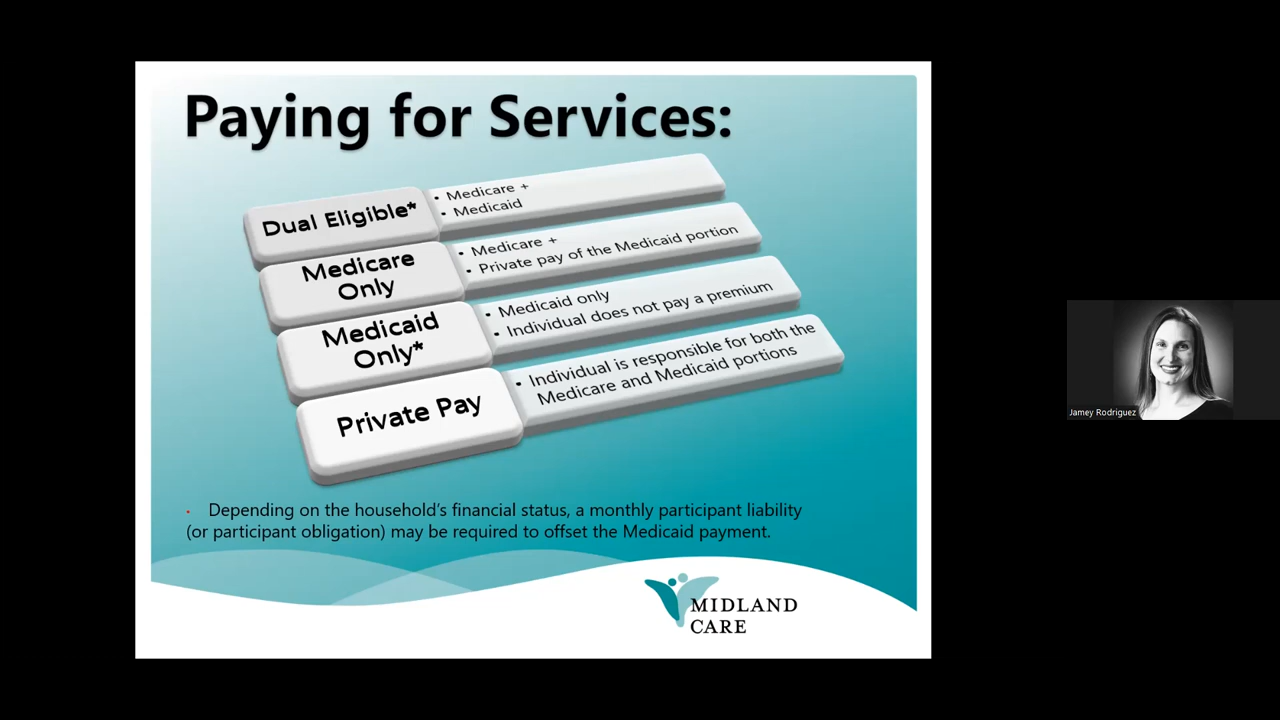 Paying for Services:
Dual Eligible*
• Medicare +
• Medicaid
Medicare
Only
• Medicare +
• Private pay of the Medicaid portion
Medicaid
Only*
• Medicaid only
• Individual does not pay a premium
Private Pay
• Individual is responsible for both the
Medicare and Medicaid portions
• Depending on the household’s financial status, a monthly participant liability
(or participant obligation) may be required to offset the Medicaid payment.
MIDLAND
CARE
Jamey Rodriguez